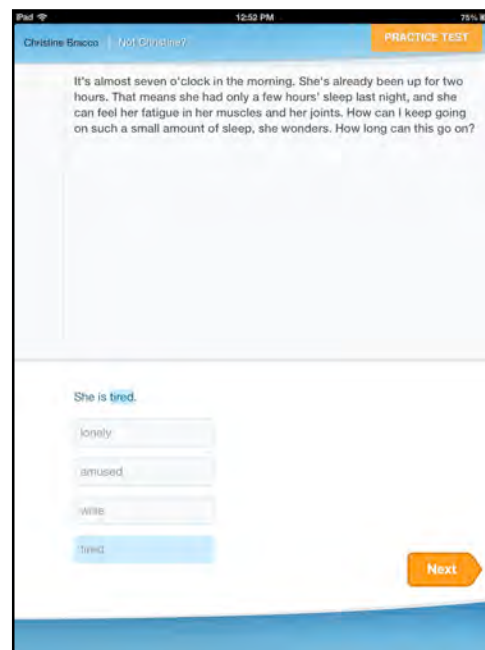 iPad 12:52 PM 75%
Christine Bracco | Not Christine? PRACTICE TEST
It's almost seven o'clock in the morning. She's already been up for two
hours. That means she had only a few hours' sleep last night, and she
can feel her fatigue in her muscles and her joints. How can I keep going
on such a small amount of sleep, she wonders. How long can this go on?
She is tired.
lonely
amused
write
tired
Next